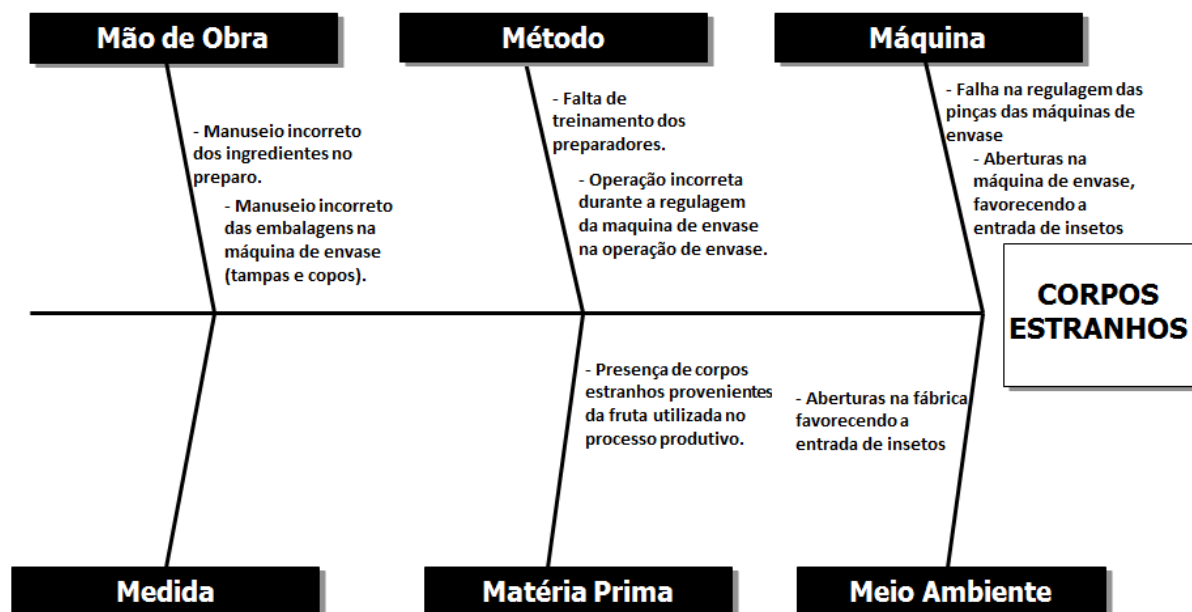 Mão de Obra
Método
Máquina
- Manuseio incorreto
dos ingredientes no
preparo.
- Manuseio incorreto
das embalagens na
máquina de envase
(tampas e copos).
- Falta de
treinamento dos
preparadores.
- Operação incorreta
durante a regulagem
da maquina de envase
na operação de envase.
- Falha na regulagem das
pinças das máquinas de
envase
- Aberturas na
máquina de envase,
favorecendo a
entrada de insetos
CORPOS
ESTRANHOS
- Presença de corpos
estranhos provenientes
da fruta utilizada no
processo produtivo.
- Aberturas na fábrica
favorecendo a
entrada de insetos
Medida
Matéria Prima
Meio Ambiente